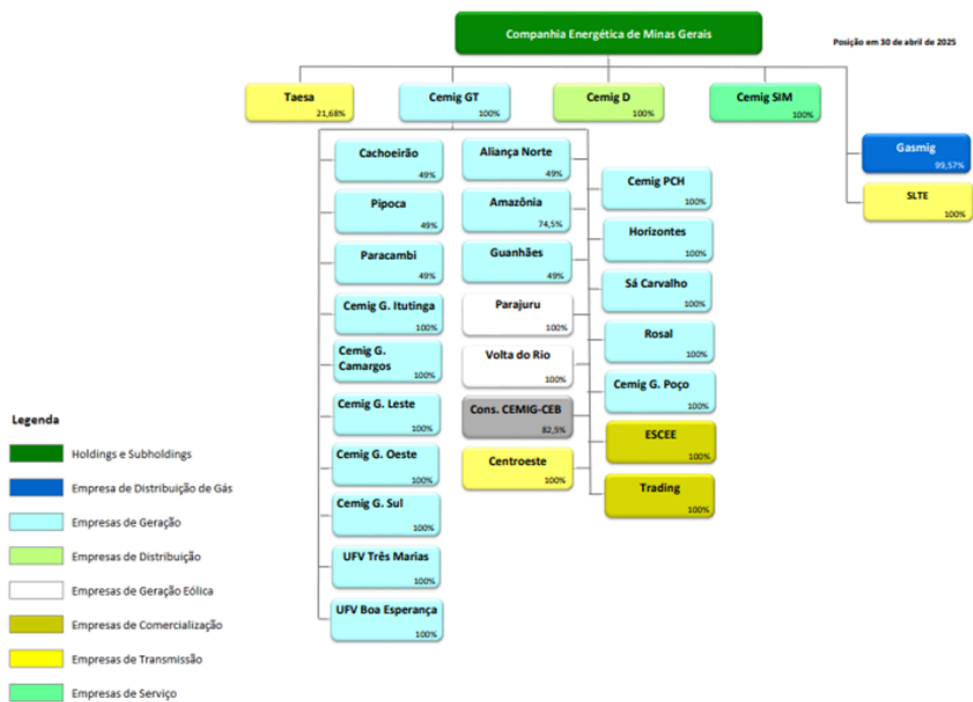 Companhia Energética de Minas Gerais
Posição em 30 de abril de 2025
Taesa
21,68%
Cemig GT
100%
Cemig D
100%
Cemig SIM
100%
Gasmig
99,57%
SLTE
100%
Cachoeirão
49%
Pipoca
49%
Paracambi
49%
Cemig G. Itutinga
100%
Cemig G.
Camargos
100%
Cemig G. Leste
100%
Cemig G. Oeste
100%
Cemig G. Sul
100%
UFV Três Marias
100%
UFV Boa Esperança
100%
Aliança Norte
49%
Amazônia
74,5%
Guanhães
49%
Parajuru
100%
Volta do Rio
100%
Cons. CEMIG-CEB
82,5%
Centroeste
100%
Cemig PCH
100%
Horizontes
100%
Sá Carvalho
100%
Rosal
100%
Cemig G. Poço
100%
ESCEE
100%
Trading
100%
Legenda
Holdings e Subholdings
Empresa de Distribuição de Gás
Empresas de Geração
Empresas de Distribuição
Empresas de Geração Eólica
Empresas de Comercialização
Empresas de Transmissão
Empresas de Serviço